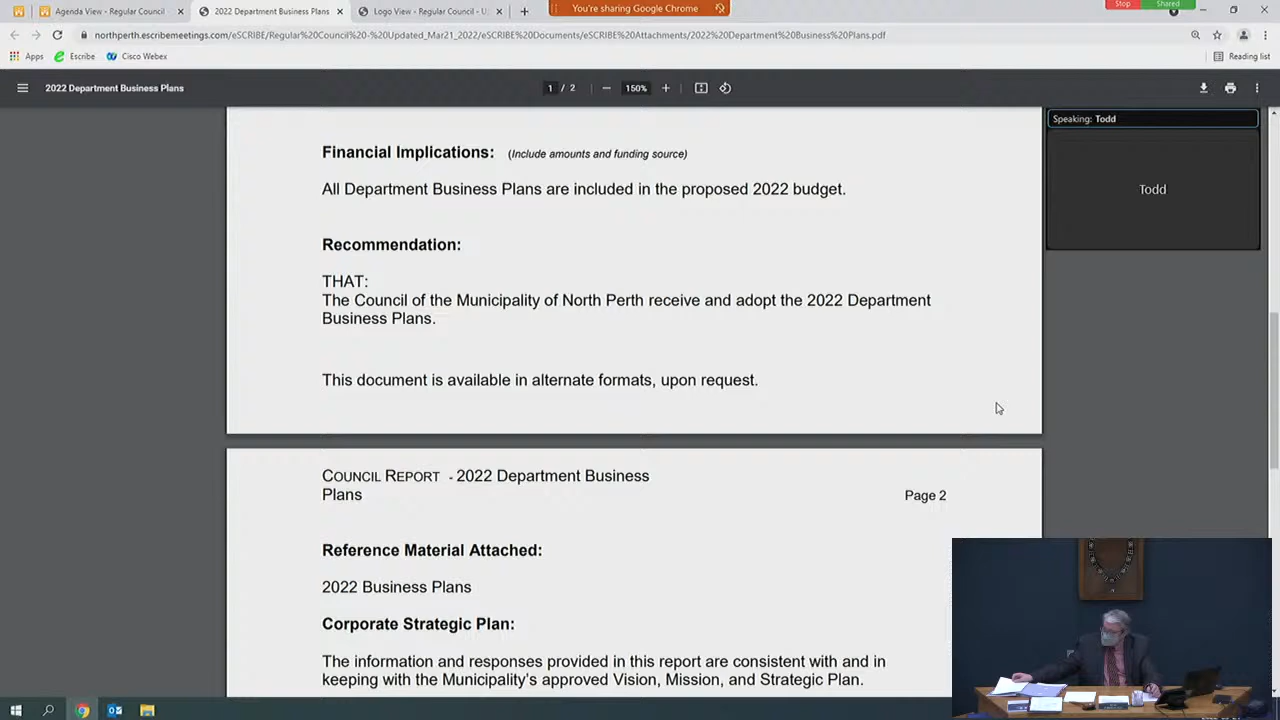 Agenda View - Regular Council
2022 Department Business Plans
Logo View - Regular Council - U
You're sharing Google Chrome
Stop
Shared
northperth.escribemeetings.com/eSCRIBE/Regular%20Council%20-%20Updated_Mar21_2022/eSCRIBE%20Documents/eSCRIBE%20Attachments/2022%20Department%20Business%20Plans.pdf
Apps
Escribe
Cisco Webex
Reading list
2022 Department Business Plans
1 / 2
150%
Speaking: Todd
Todd
Financial Implications: (Include amounts and funding source)
All Department Business Plans are included in the proposed 2022 budget.
Recommendation:
THAT:
The Council of the Municipality of North Perth receive and adopt the 2022 Department
Business Plans.
This document is available in alternate formats, upon request.
COUNCIL REPORT - 2022 Department Business
Plans
Page 2
Reference Material Attached:
2022 Business Plans
Corporate Strategic Plan:
The information and responses provided in this report are consistent with and in
keeping with the Municipality's approved Vision, Mission, and Strategic Plan.